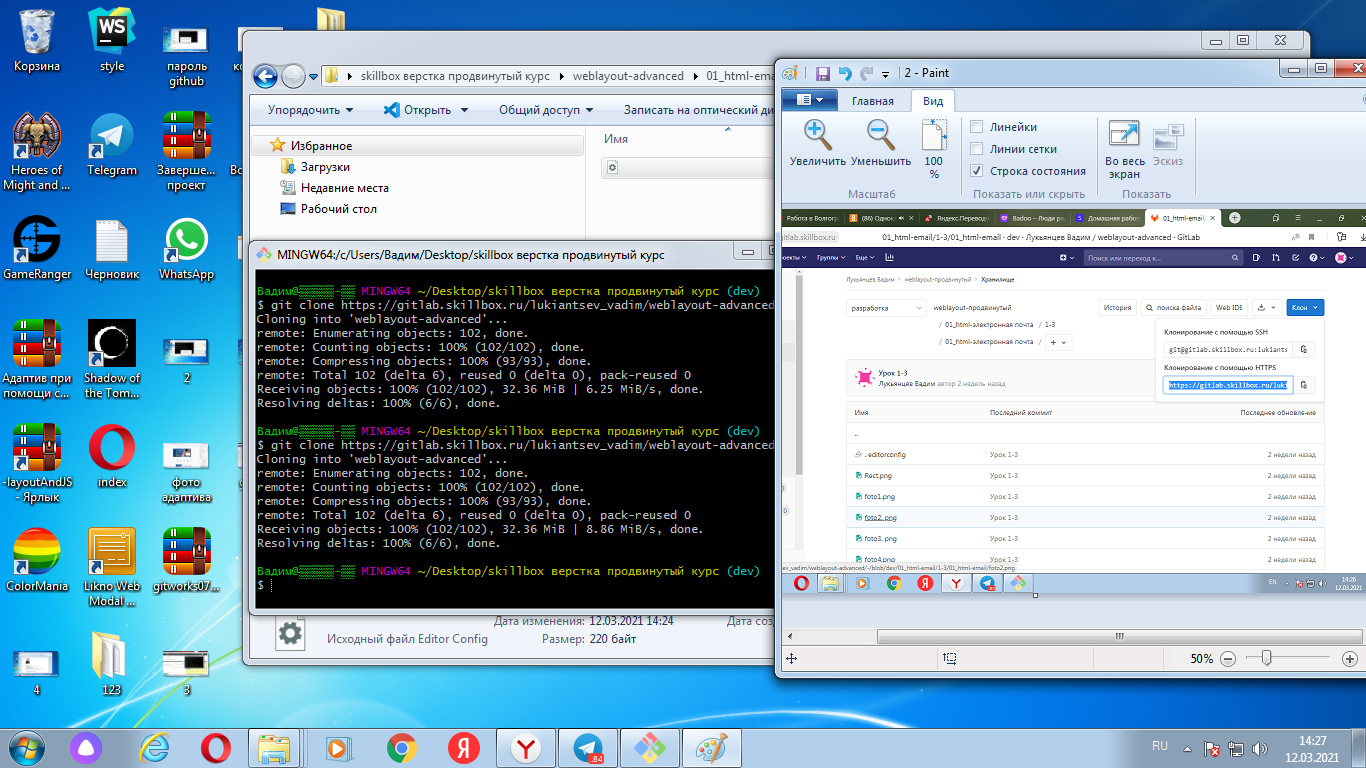 Корзина
style
пароль github
Heroes of Might and ...
Telegram
Заверше... проект
GameRanger
Черновик
WhatsApp
Адаптив при помощи с...
Shadow of the Tom...
2
-layoutAndJS - Ярлык
index
фото адаптива
ColorMania
Likno Web Modal ...
gitworks07...
4
123
3
skillbox верстка продвинутый курс
weblayout-advanced
01_html-ema
Упорядочить
Открыть
Общий доступ
Записать на оптический ди
Избранное
Загрузки
Недавние места
Рабочий стол
Имя
MINGW64:/c/Users/Вадим/Desktop/skillbox верстка продвинутый курс
MINGW64 ~/Desktop/skillbox верстка продвинутый курс (dev)
$ git clone https://gitlab.skillbox.ru/lukiantsev_vadim/weblayout-advanced
Cloning into 'weblayout-advanced'...
remote: Enumerating objects: 102, done.
remote: Counting objects: 100% (102/102), done.
remote: Compressing objects: 100% (93/93), done.
remote: Total 102 (delta 6), reused 0 (delta 0), pack-reused 0
Receiving objects: 100% (102/102), 32.36 MiB | 6.25 MiB/s, done.
Resolving deltas: 100% (6/6), done.
Вадим@ MINGW64 ~/Desktop/skillbox верстка продвинутый курс (dev)
$ git clone https://gitlab.skillbox.ru/lukiantsev_vadim/weblayout-advanced
Cloning into 'weblayout-advanced'...
remote: Enumerating objects: 102, done.
remote: Counting objects: 100% (102/102), done.
remote: Compressing objects: 100% (93/93), done.
remote: Total 102 (delta 6), reused 0 (delta 0), pack-reused 0
Receiving objects: 100% (102/102), 32.36 MiB | 8.86 MiB/s, done.
Resolving deltas: 100% (6/6), done.
Вадим@ MINGW64 ~/Desktop/skillbox верстка продвинутый курс (dev)
$
Дата изменения: 12.03.2021 14:24
Дата соз
Исходный файл Editor Config
Размер: 220 байт
2 - Paint
Главная
Вид
Увеличить
Уменьшить
100 %
Линейки
Линии сетки
Строка состояния
Во весь экран
Эскиз
Масштаб
Показать или скрыть
Показать
Работа в Волгогр
(86) Однокл
Яндекс.Перевод
Badoo – Люди ря
Домашняя работ
01_html-email/
gitlab.skillbox.ru
01_html-email/1-3/01_html-email · dev · Лукьянцев Вадим / weblayout-advanced · GitLab
оекты
Группы
Еще
Поиск или переход к...
Лукьянцев Вадим
weblayout-продвинутый
Хранилище
разработка
weblayout-продвинутый
/ 01_html-электронная почта / 1-3
/ 01_html-электронная почта /
История
поиска файла
Web IDE
Клон
Клонирование с помощью SSH
git@gitlab.skillbox.ru:lukiants
Клонирование с помощью HTTPS
https://gitlab.skillbox.ru/luki
Урок 1-3
Лукьянцев Вадим автор 2 недель назад
Имя
Последний коммит
Последнее обновление
..
. editorconfig
Урок 1-3
2 недели назад
Rect.png
Урок 1-3
2 недели назад
foto1.png
Урок 1-3
2 недели назад
foto2. png
Урок 1-3
2 недели назад
foto3. png
Урок 1-3
2 недели назад
foto4.png
Урок 1-3
2 недели назад
ev_vadim/weblayout-advanced/-/blob/dev/01_html-email/1-3/01_html-email/foto2.png
EN
14:26
12.03.2021
50%
84
RU
14:27
12.03.2021